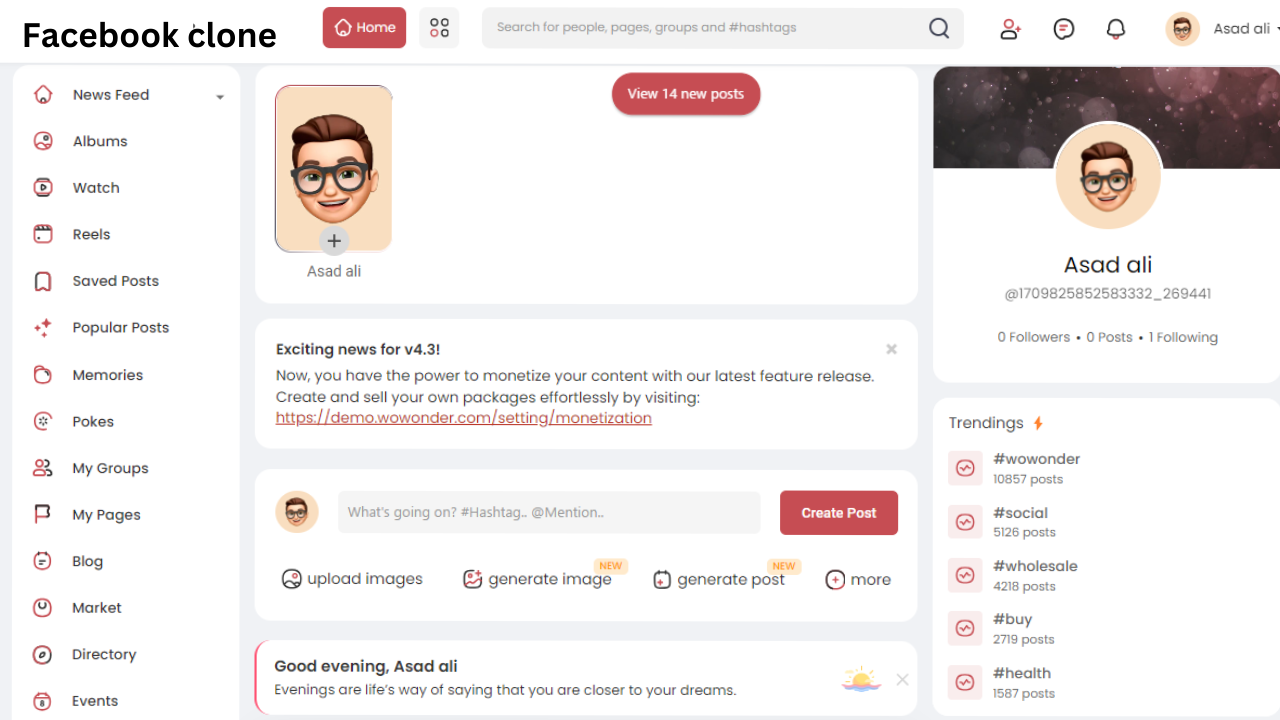 Facebook clone
Home
Search for people, pages, groups and #hashtags
Asad ali
News Feed
Albums
Watch
Reels
Saved Posts
Popular Posts
Memories
Pokes
My Groups
My Pages
Blog
Market
Directory
Events
View 14 new posts
Asad ali
Exciting news for v4.3!
Now, you have the power to monetize your content with our latest feature release.
Create and sell your own packages effortlessly by visiting:
https://demo.wowonder.com/setting/monetization
What's going on? #Hashtag.. @Mention..
Create Post
upload images
generate image NEW
generate post NEW
more
Good evening, Asad ali
Evenings are life's way of saying that you are closer to your dreams.
Asad ali
@1709825852583332_269441
0 Followers • 0 Posts • 1 Following
Trendings
#wowonder
10857 posts
#social
5126 posts
#wholesale
4218 posts
#buy
2719 posts
#health
1587 posts